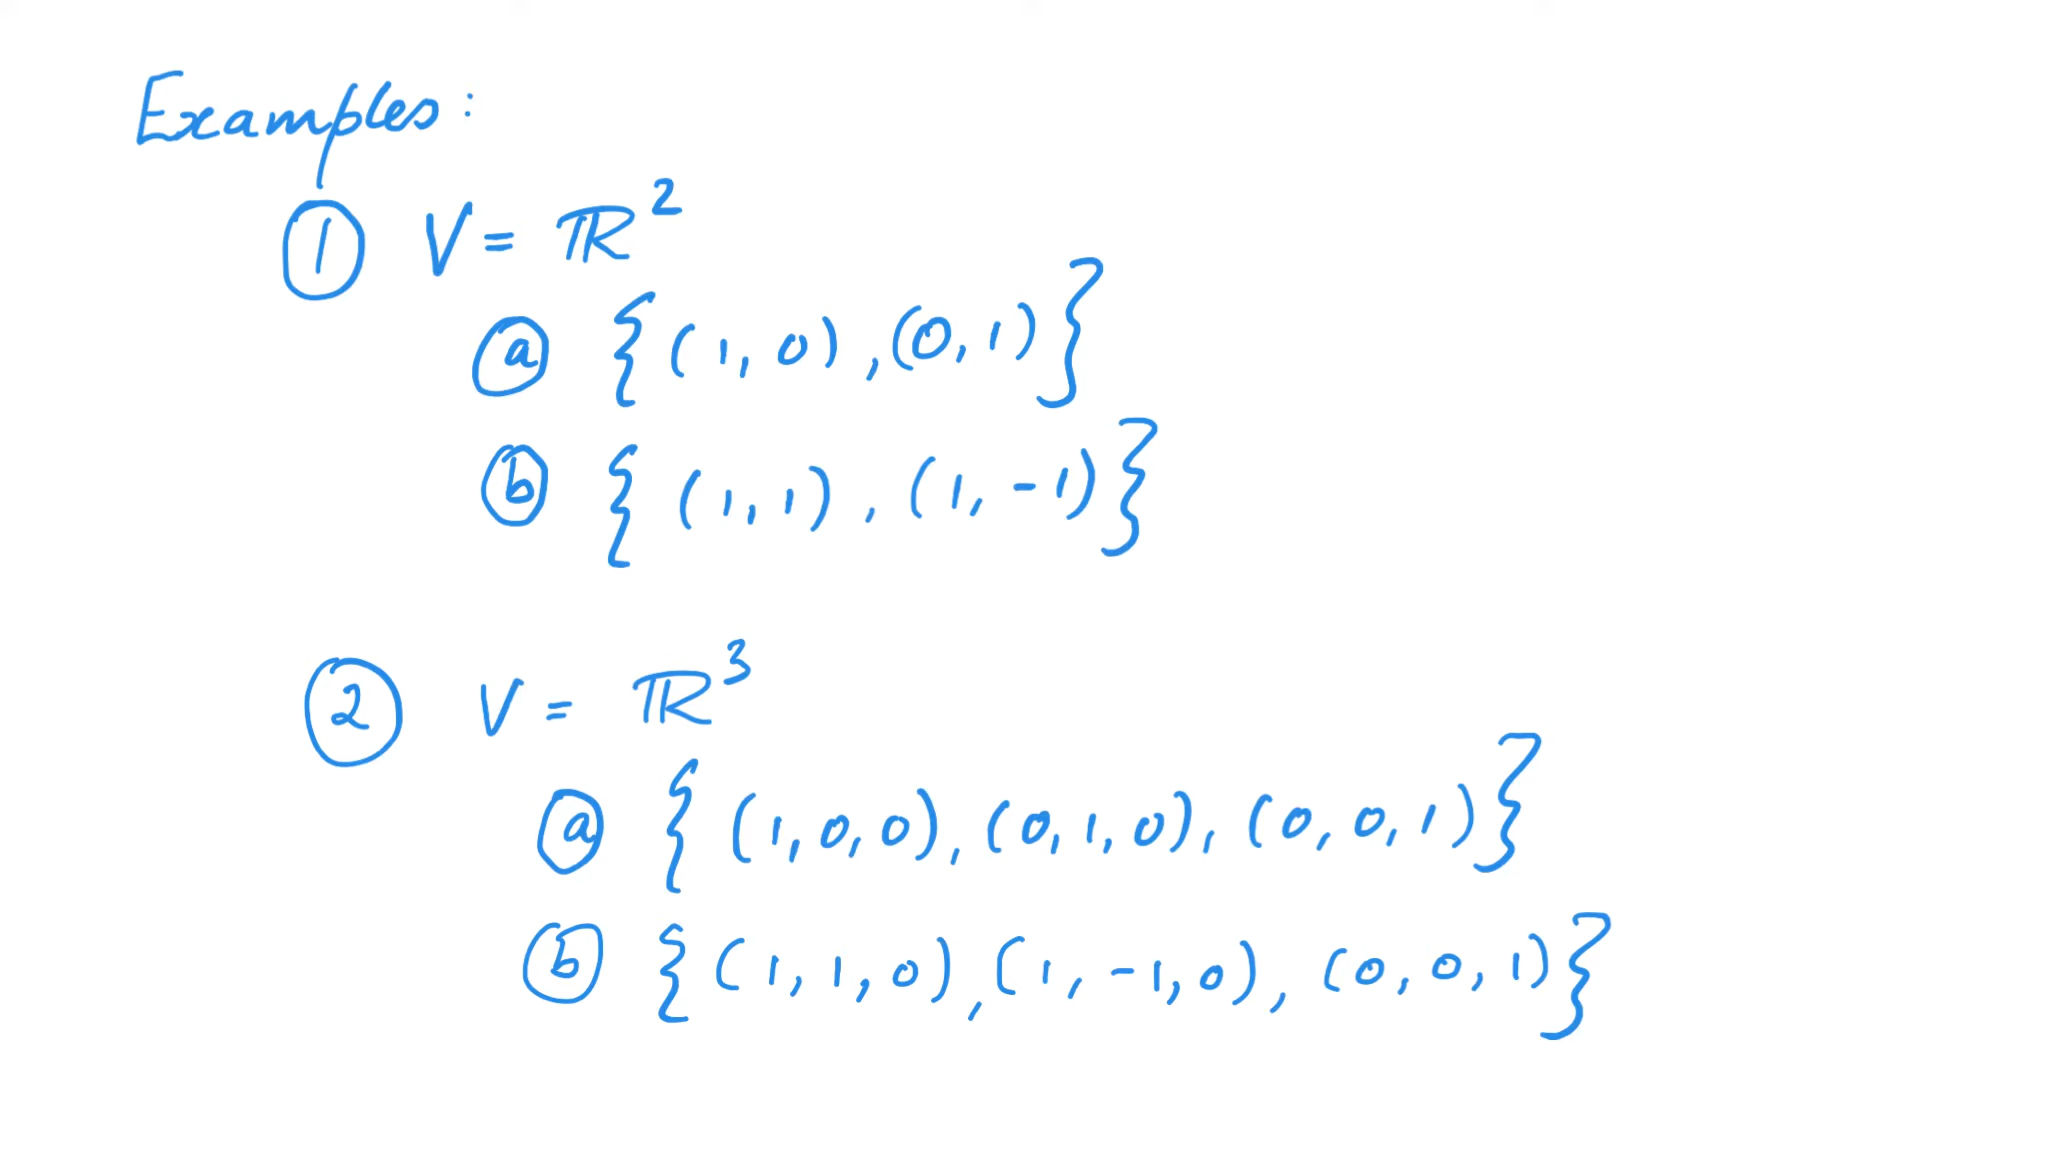 Examples:
① V = ℝ²
ⓐ {(1, 0), (0, 1)}
ⓑ {(1, 1), (1, -1)}
② V = ℝ³
ⓐ {(1, 0, 0), (0, 1, 0), (0, 0, 1)}
ⓑ {(1, 1, 0), (1, -1, 0), (0, 0, 1)}